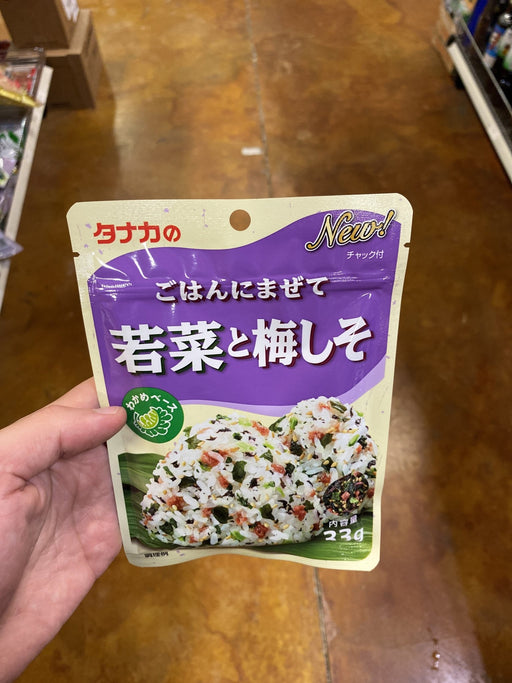 タナカの
New!
チャック付
ごはんにまぜて
若菜と梅しそ
わかめベース
内容量
33g
調理例